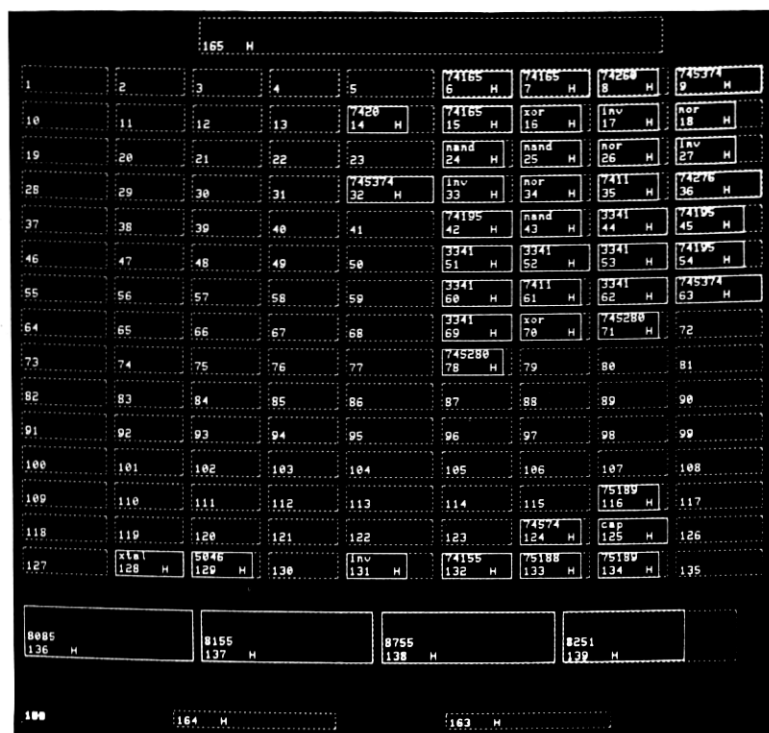 165 H
74165 74165 74260 745374
1 2 3 4 5 6 H 7 H 8 H 9 H
7420 74165 xor inv nor
10 11 12 13 14 H 15 H 16 H 17 H 18 H
nand nand nor inv
19 20 21 22 23 24 H 25 H 26 H 27 H
745374 inv nor 7411 74276
28 29 30 31 32 H 33 H 34 H 35 H 36 H
74195 nand 3341 74195
37 38 39 40 41 42 H 43 H 44 H 45 H
3341 3341 3341 74195
46 47 48 49 50 51 H 52 H 53 H 54 H
3341 7411 3341 745374
55 56 57 58 59 60 H 61 H 62 H 63 H
3341 xor 745280
64 65 66 67 68 69 H 70 H 71 H 72
745280
73 74 75 76 77 78 H 79 80 81
82 83 84 85 86 87 88 89 90
91 92 93 94 95 96 97 98 99
100 101 102 103 104 105 106 107 108
75189
109 110 111 112 113 114 115 116 H 117
74574 cap
118 119 120 121 122 123 124 H 125 H 126
xtal 5046 inv 74155 75188 75189
127 128 H 129 H 130 131 H 132 H 133 H 134 H 135
8085 8155 8755 8251
136 H 137 H 138 H 139 H
164 H 163 H